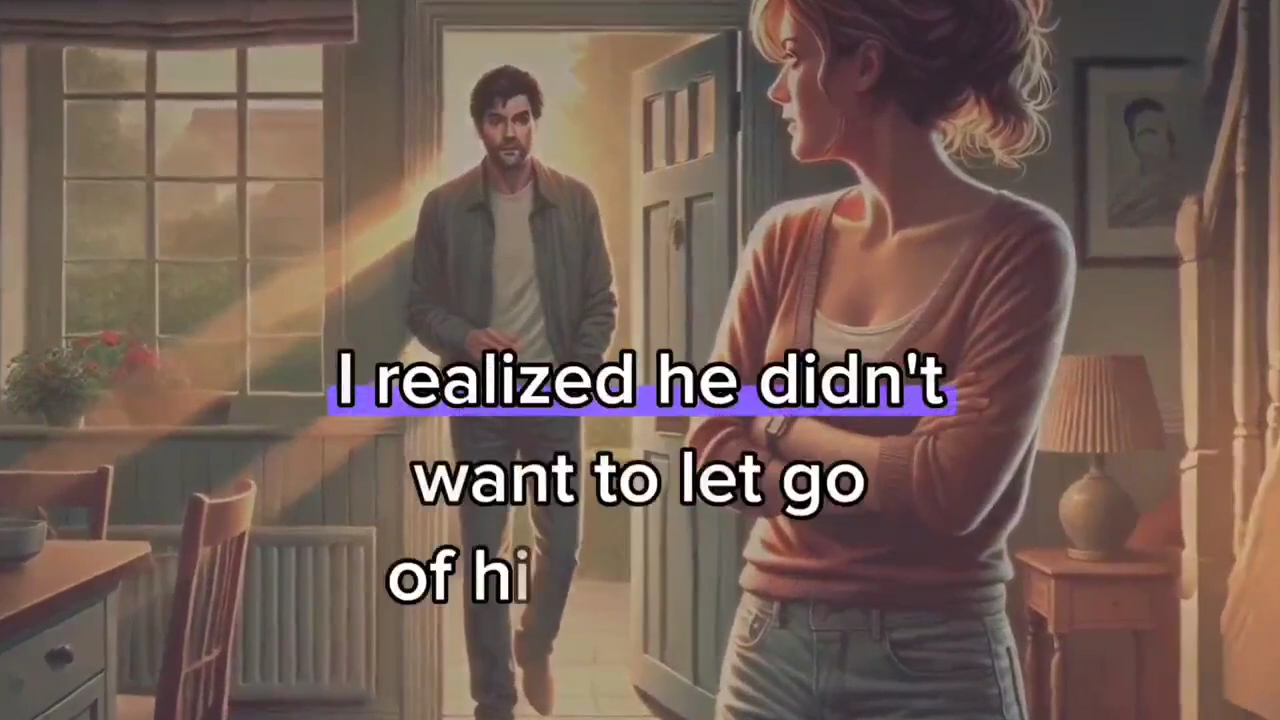 I realized he didn't
want to let go
of hi